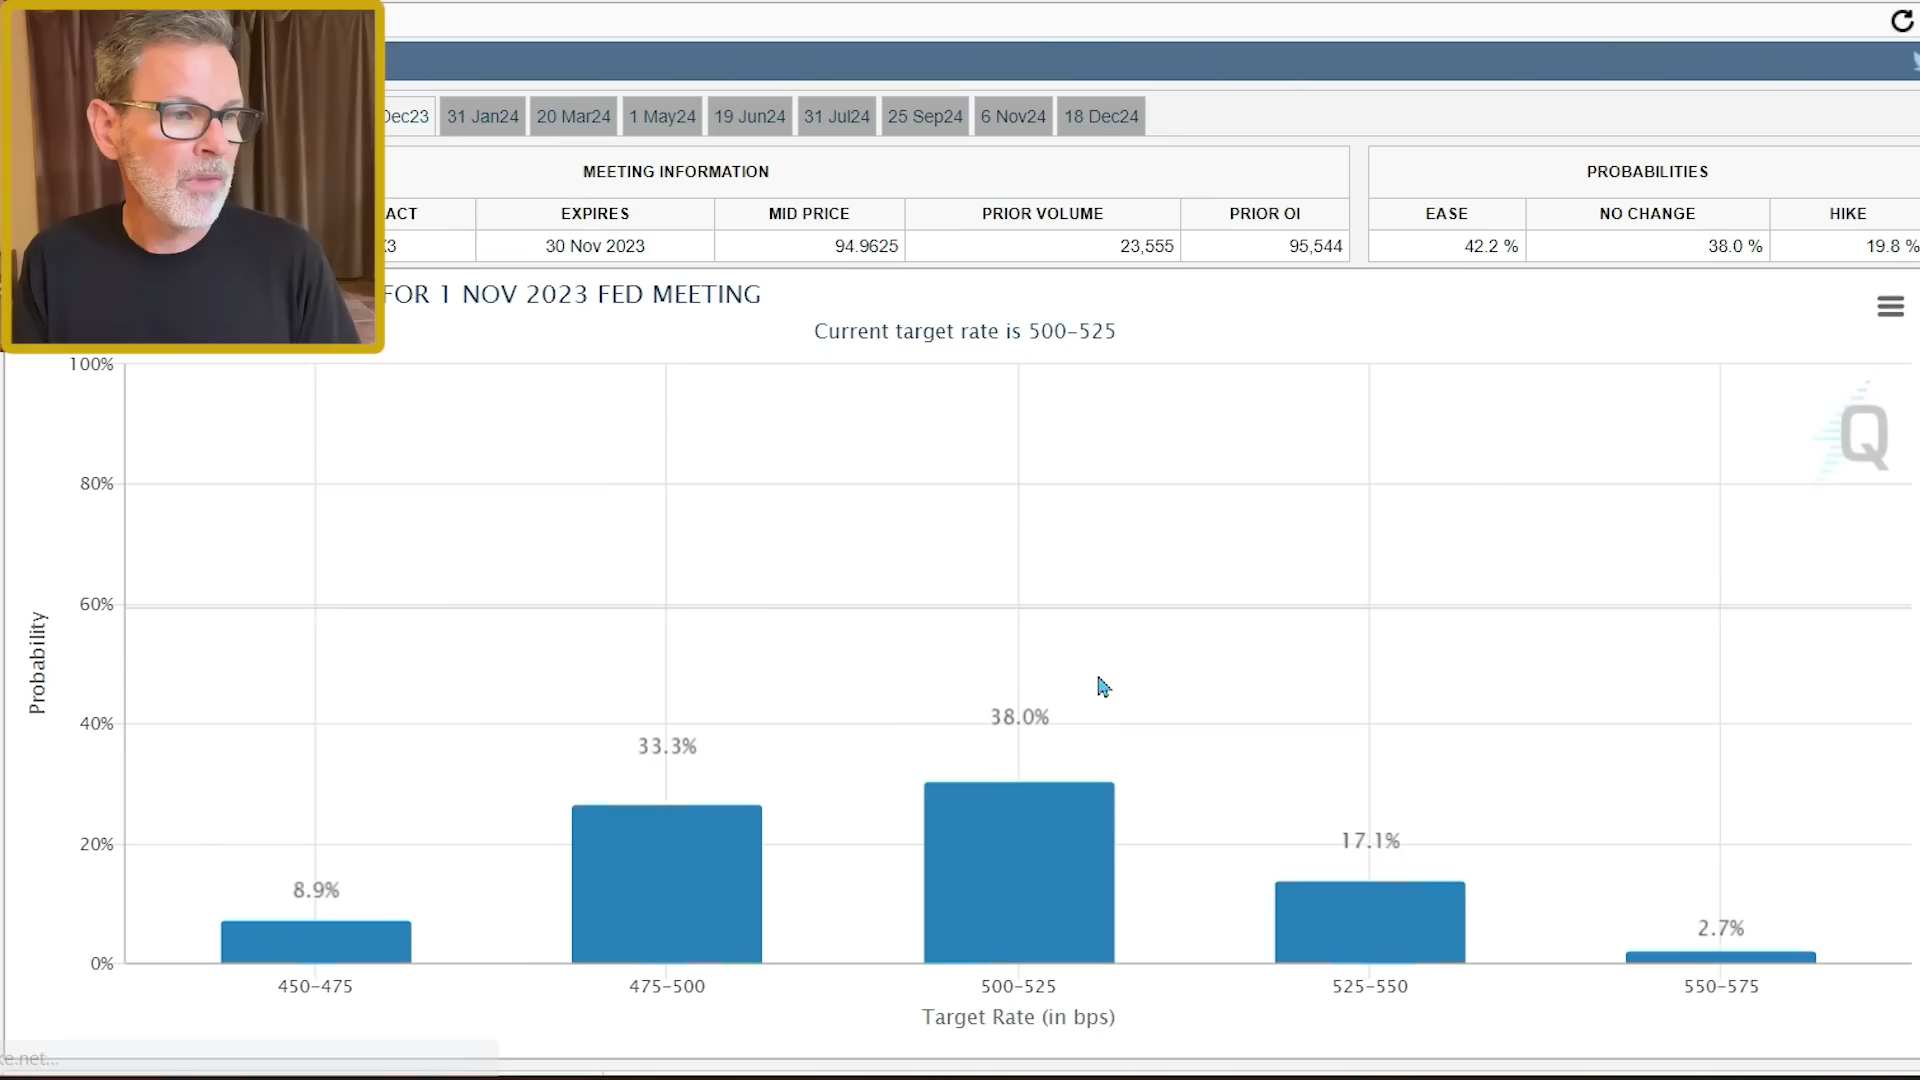 Dec23 31 Jan24 20 Mar24 1 May24 19 Jun24 31 Jul24 25 Sep24 6 Nov24 18 Dec24
MEETING INFORMATION PROBABILITIES
ACT EXPIRES MID PRICE PRIOR VOLUME PRIOR OI EASE NO CHANGE HIKE
30 Nov 2023 94.9625 23,555 95,544 42.2 % 38.0 % 19.8 %
FOR 1 NOV 2023 FED MEETING
Current target rate is 500-525
Q
100%
80%
60%
40%
20%
0%
Probability
8.9%
33.3%
38.0%
17.1%
2.7%
450-475 475-500 500-525 525-550 550-575
Target Rate (in bps)
ke.net...